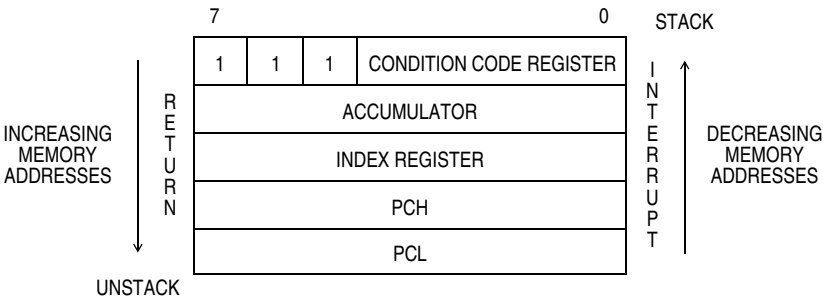 7 0 STACK
1 1 1 CONDITION CODE REGISTER
ACCUMULATOR
INDEX REGISTER
PCH
PCL
INCREASING
MEMORY
ADDRESSES
RETURN
UNSTACK
INTERRUPT
DECREASING
MEMORY
ADDRESSES